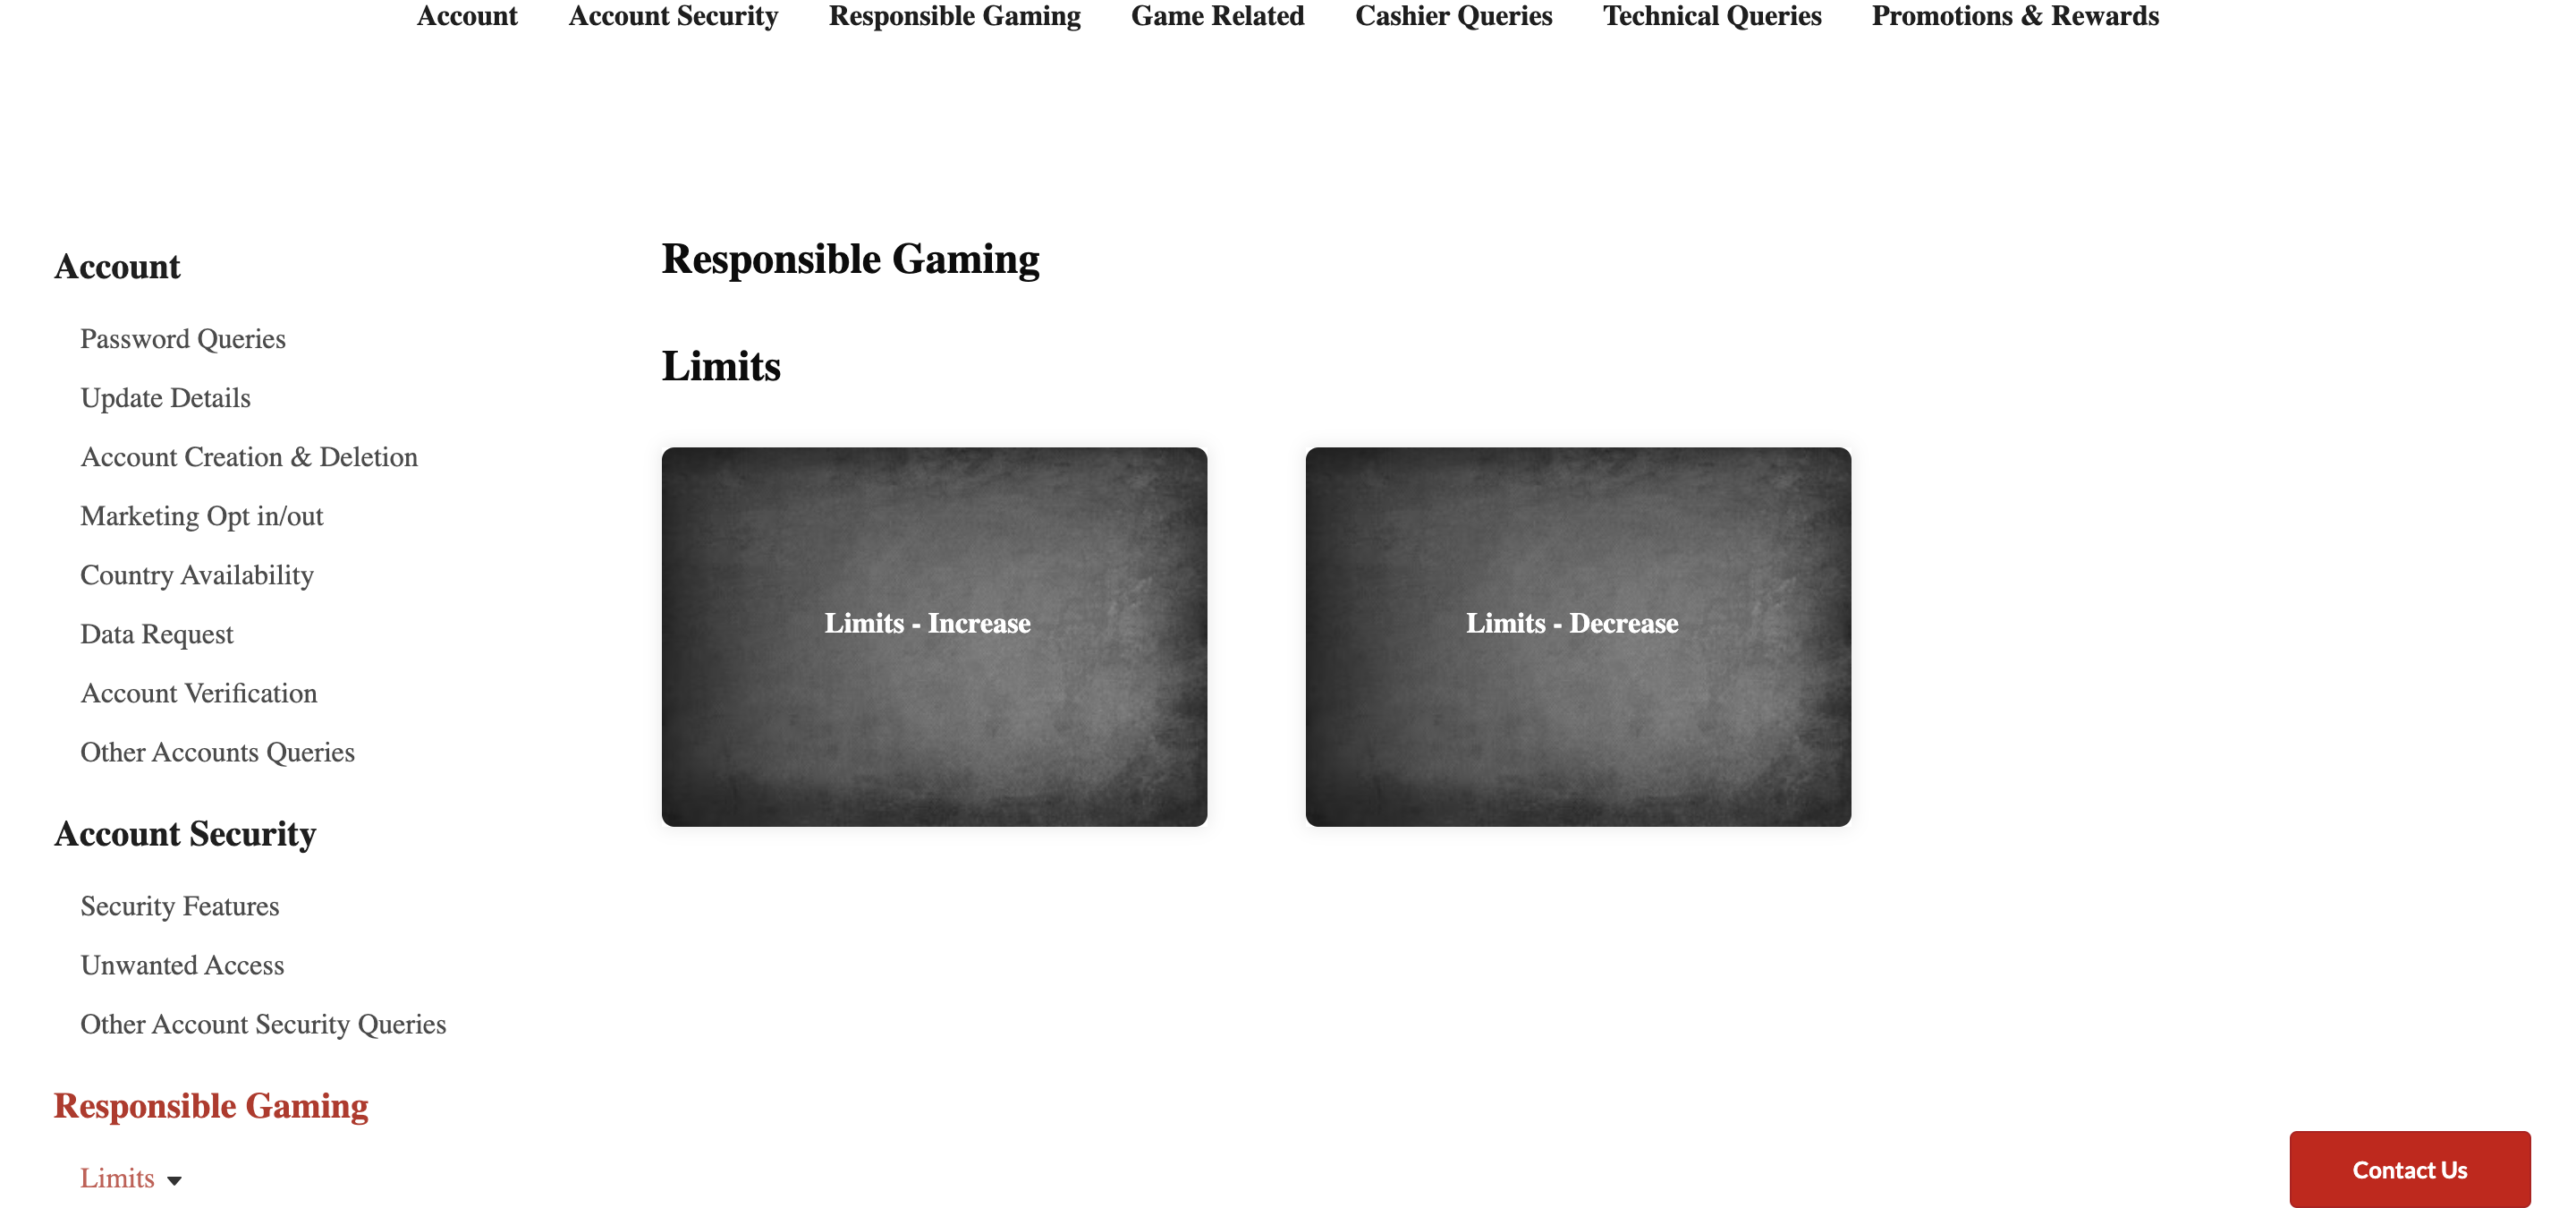 Account Account Security Responsible Gaming Game Related Cashier Queries Technical Queries Promotions & Rewards
Account
Password Queries
Update Details
Account Creation & Deletion
Marketing Opt in/out
Country Availability
Data Request
Account Verification
Other Accounts Queries
Account Security
Security Features
Unwanted Access
Other Account Security Queries
Responsible Gaming
Limits
Responsible Gaming
Limits
Limits - Increase
Limits - Decrease
Contact Us